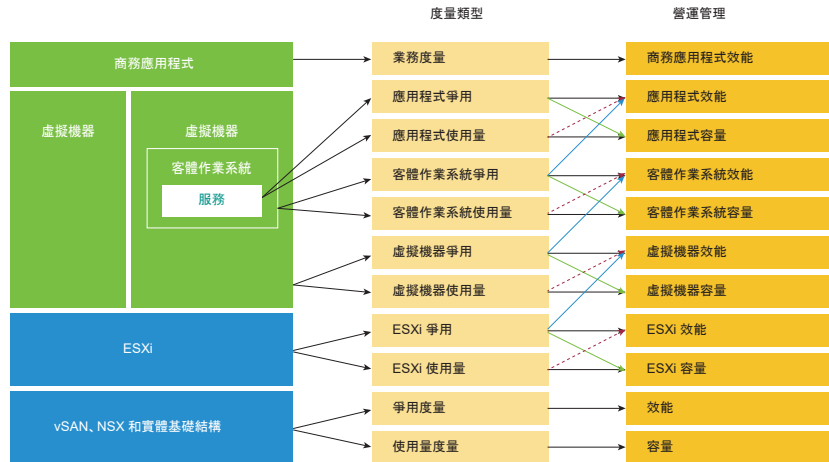 度量類型
營運管理
商務應用程式
業務度量
商務應用程式效能
虛擬機器
虛擬機器
客體作業系統
服務
應用程式爭用
應用程式效能
應用程式使用量
應用程式容量
客體作業系統爭用
客體作業系統效能
客體作業系統使用量
客體作業系統容量
虛擬機器爭用
虛擬機器效能
虛擬機器使用量
虛擬機器容量
ESXi
ESXi 爭用
ESXi 效能
ESXi 使用量
ESXi 容量
vSAN、NSX 和實體基礎結構
爭用度量
效能
使用量度量
容量